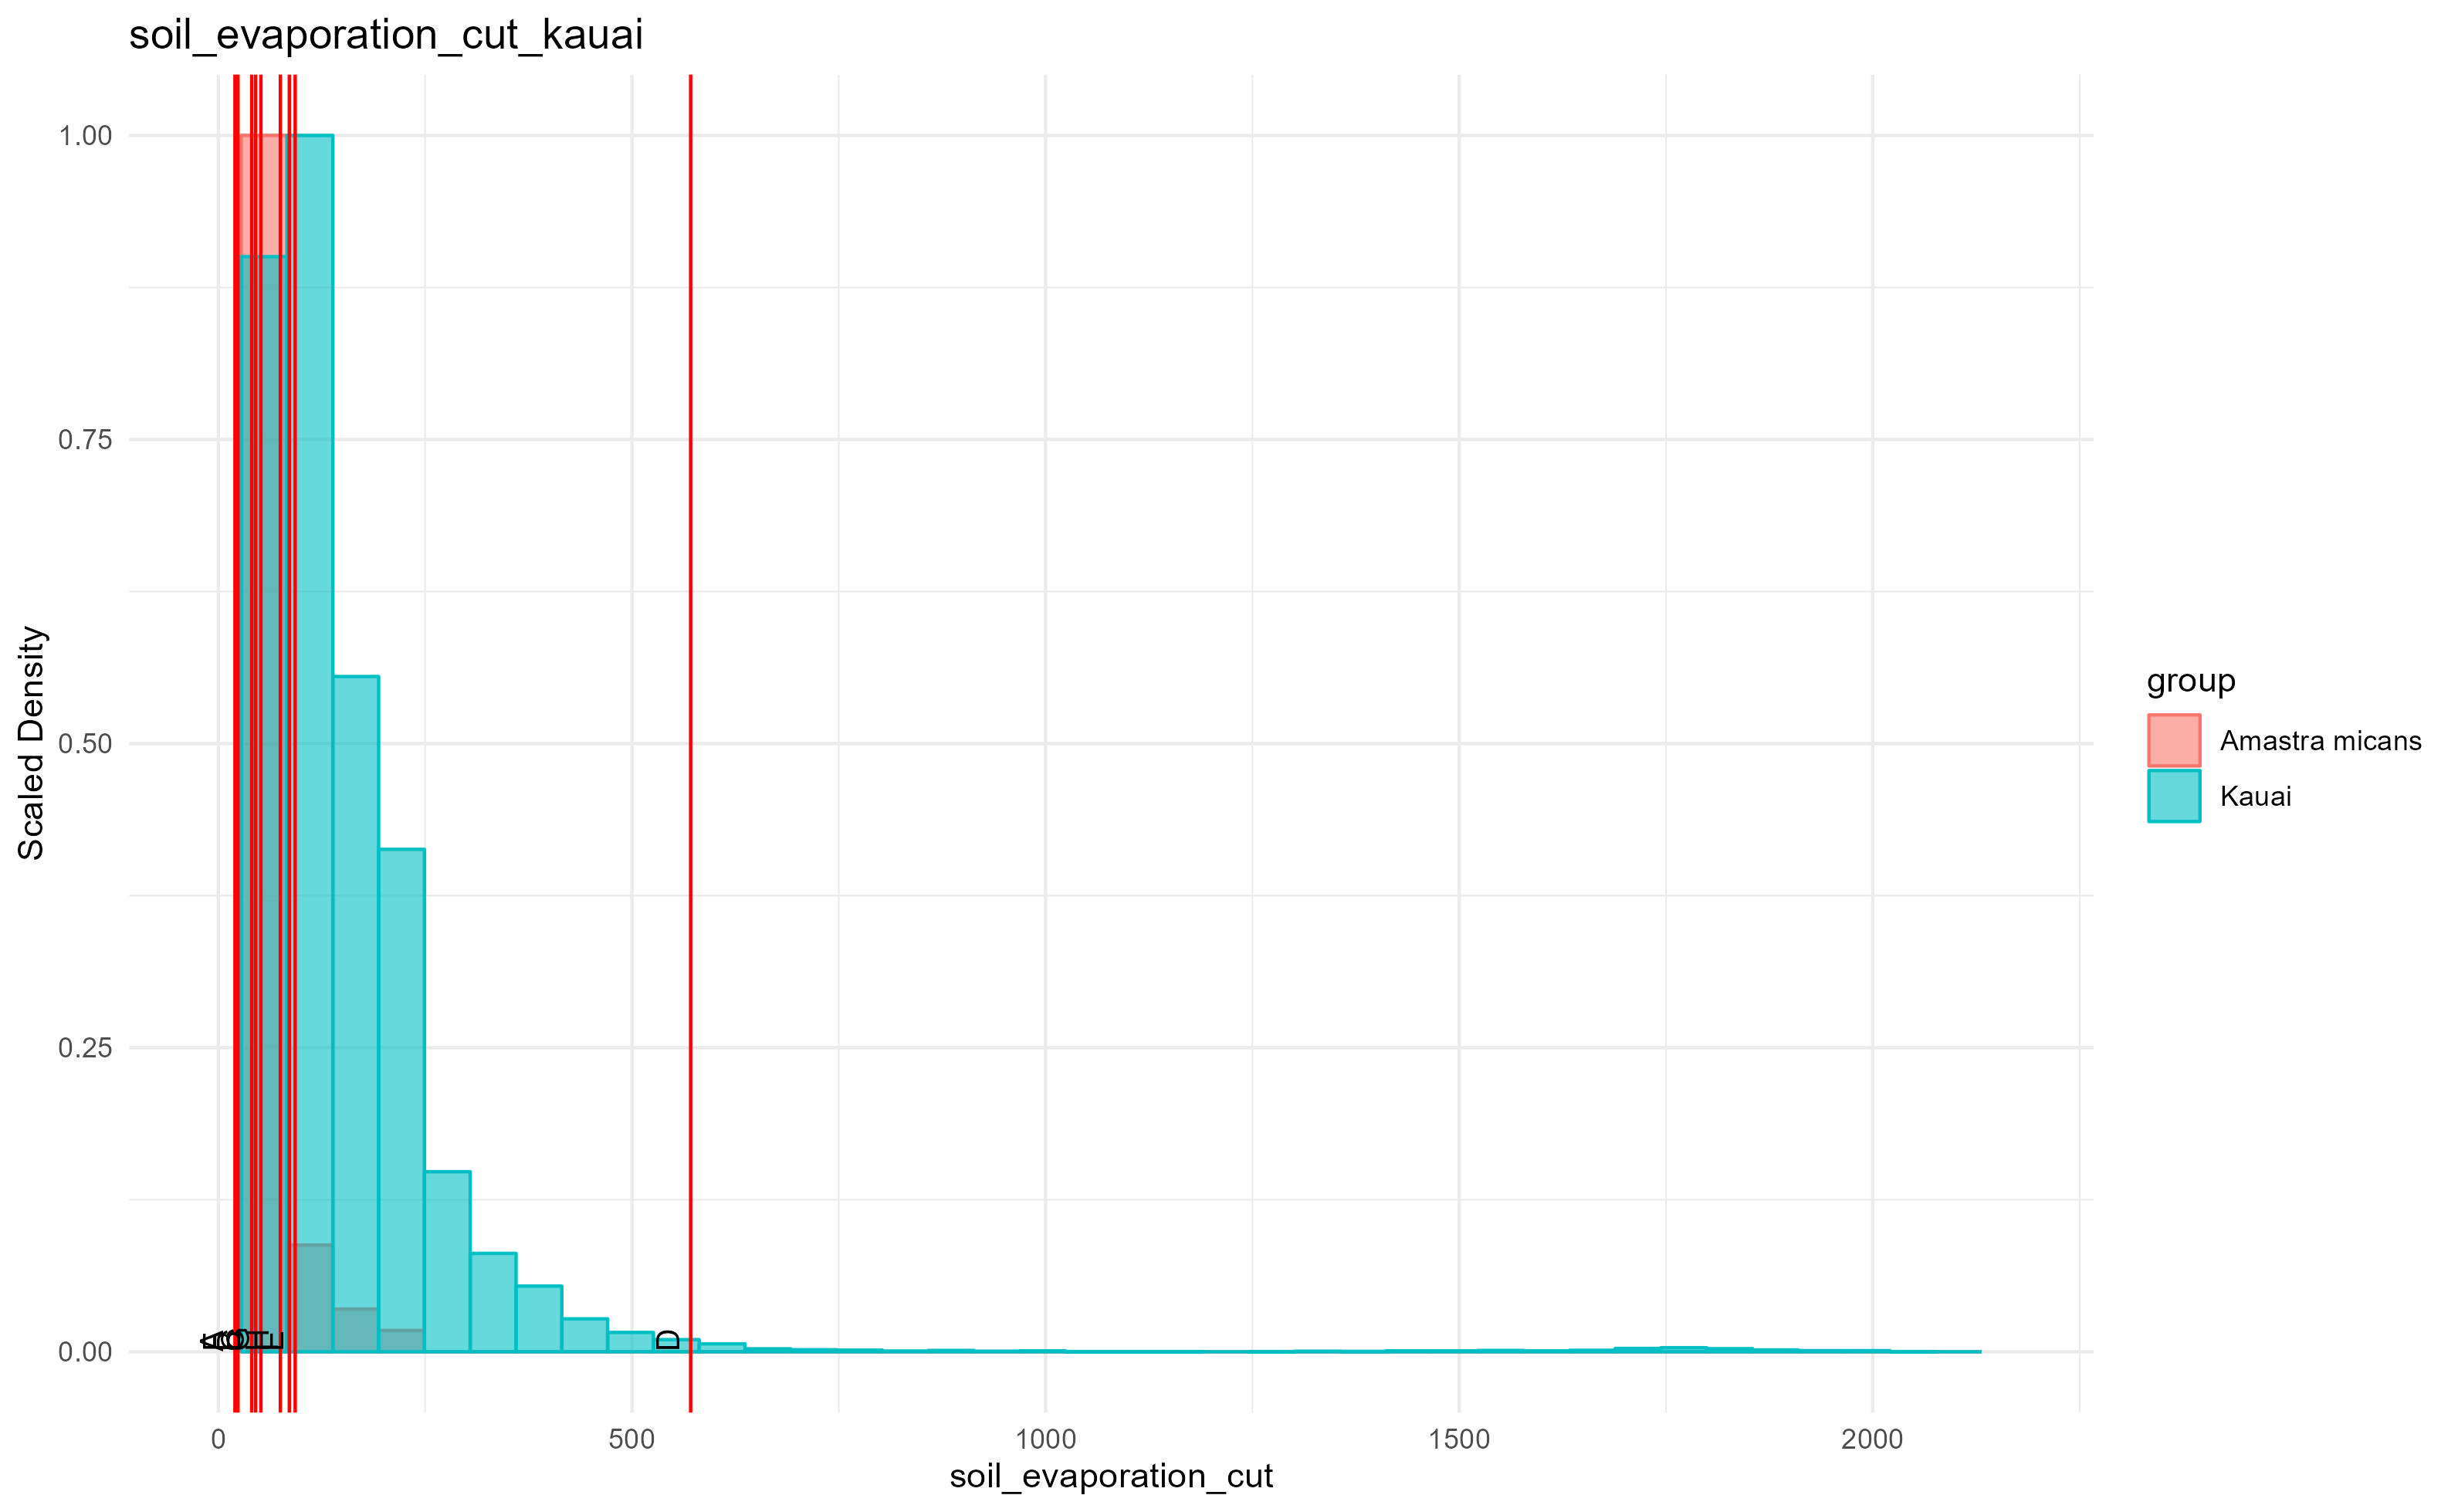 soil_evaporation_cut_kauai
1.00
0.75
0.50
0.25
0.00
Scaled Density
D
0
500
1000
1500
2000
soil_evaporation_cut
group
Amastra micans
Kauai